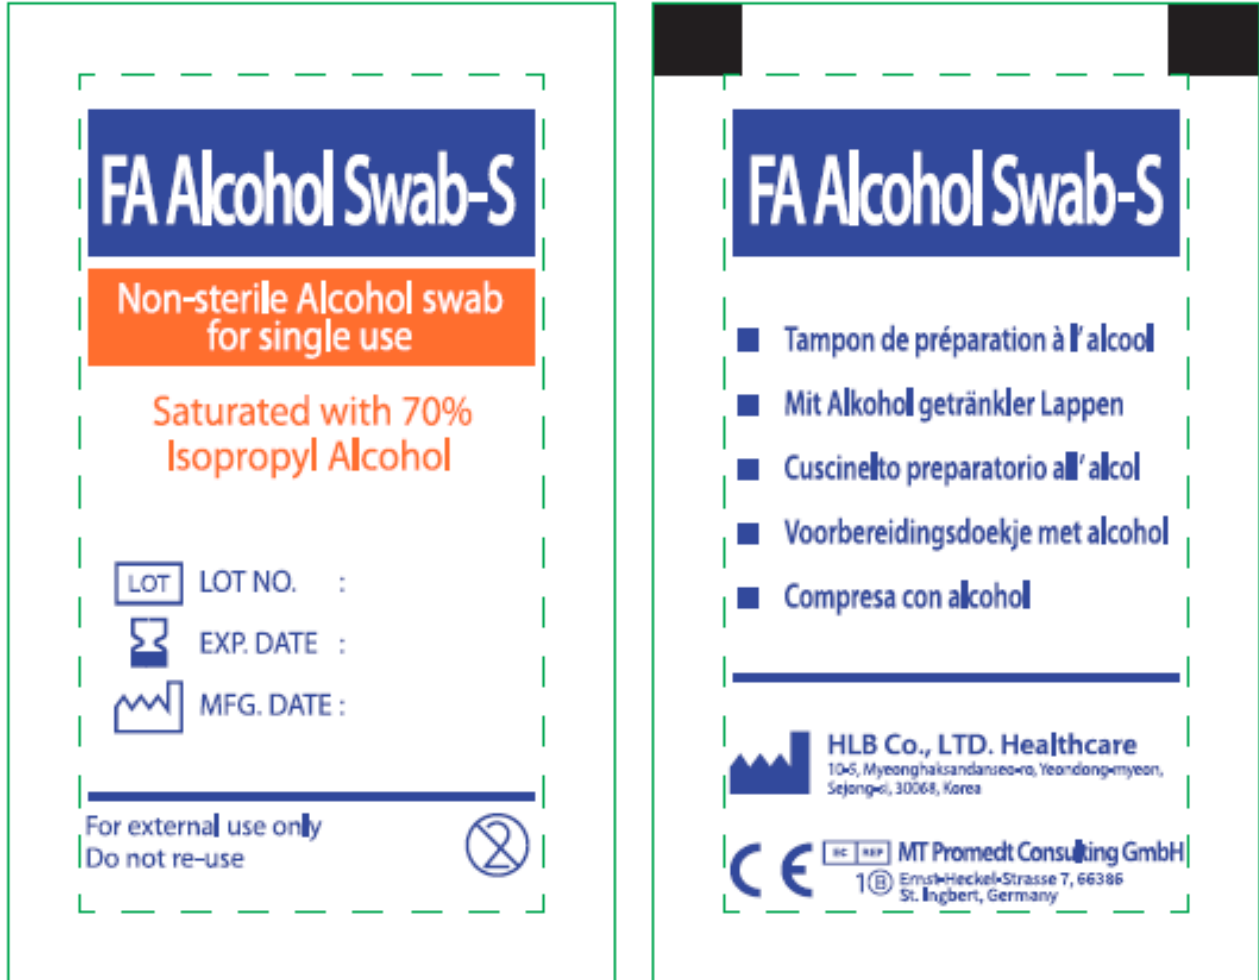 FA Alcohol Swab-S
Non-sterile Alcohol swab
for single use
Saturated with 70%
Isopropyl Alcohol
LOT LOT NO. :
EXP. DATE :
MFG. DATE :
For external use only
Do not re-use
2
FA Alcohol Swab-S
Tampon de préparation à l' alcool
Mit Alkohol getränkler Lappen
Cuscinelto preparatorio all' alcol
Voorbereidingsdoekje met alcohol
Compresa con alcohol
HLB Co., LTD. Healthcare
10-5, Myeonghaksandanseo-ro, Yeondong-myeon,
Sejong-si, 30068, Korea
CE EC REP MT Promedt Consulting GmbH
1Ⓑ Ernst-Heckel-Strasse 7, 66386
St. Ingbert, Germany